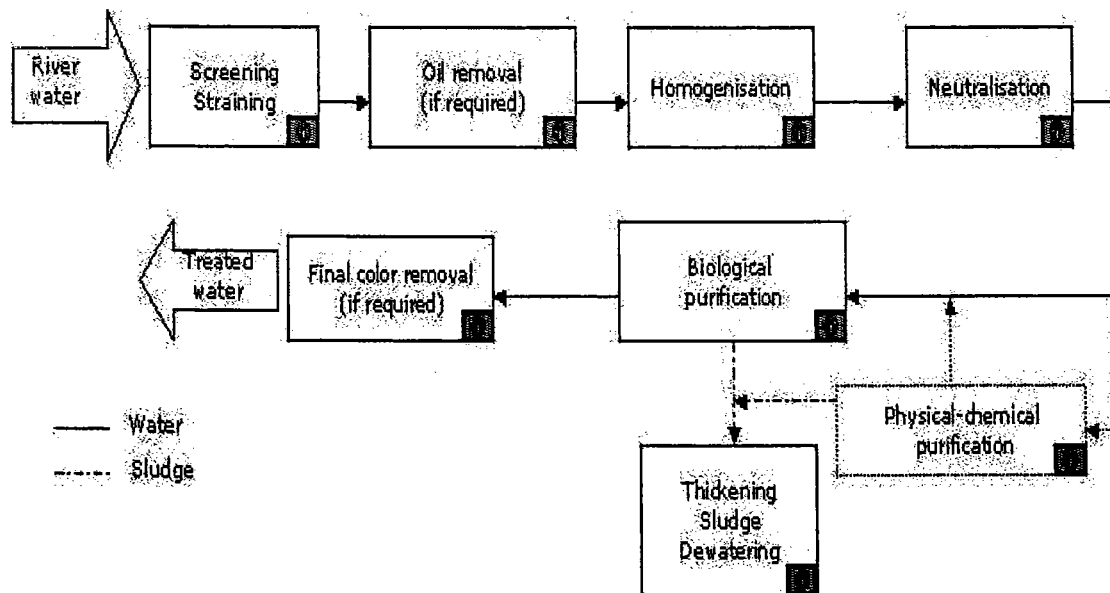 River
water
Screening
Straining
Oil removal
(if required)
Homogenisation
Neutralisation
Treated
water
Final color removal
(if required)
Biological
purification
Physical-chemical
purification
Water
Sludge
Thickening
Sludge
Dewatering